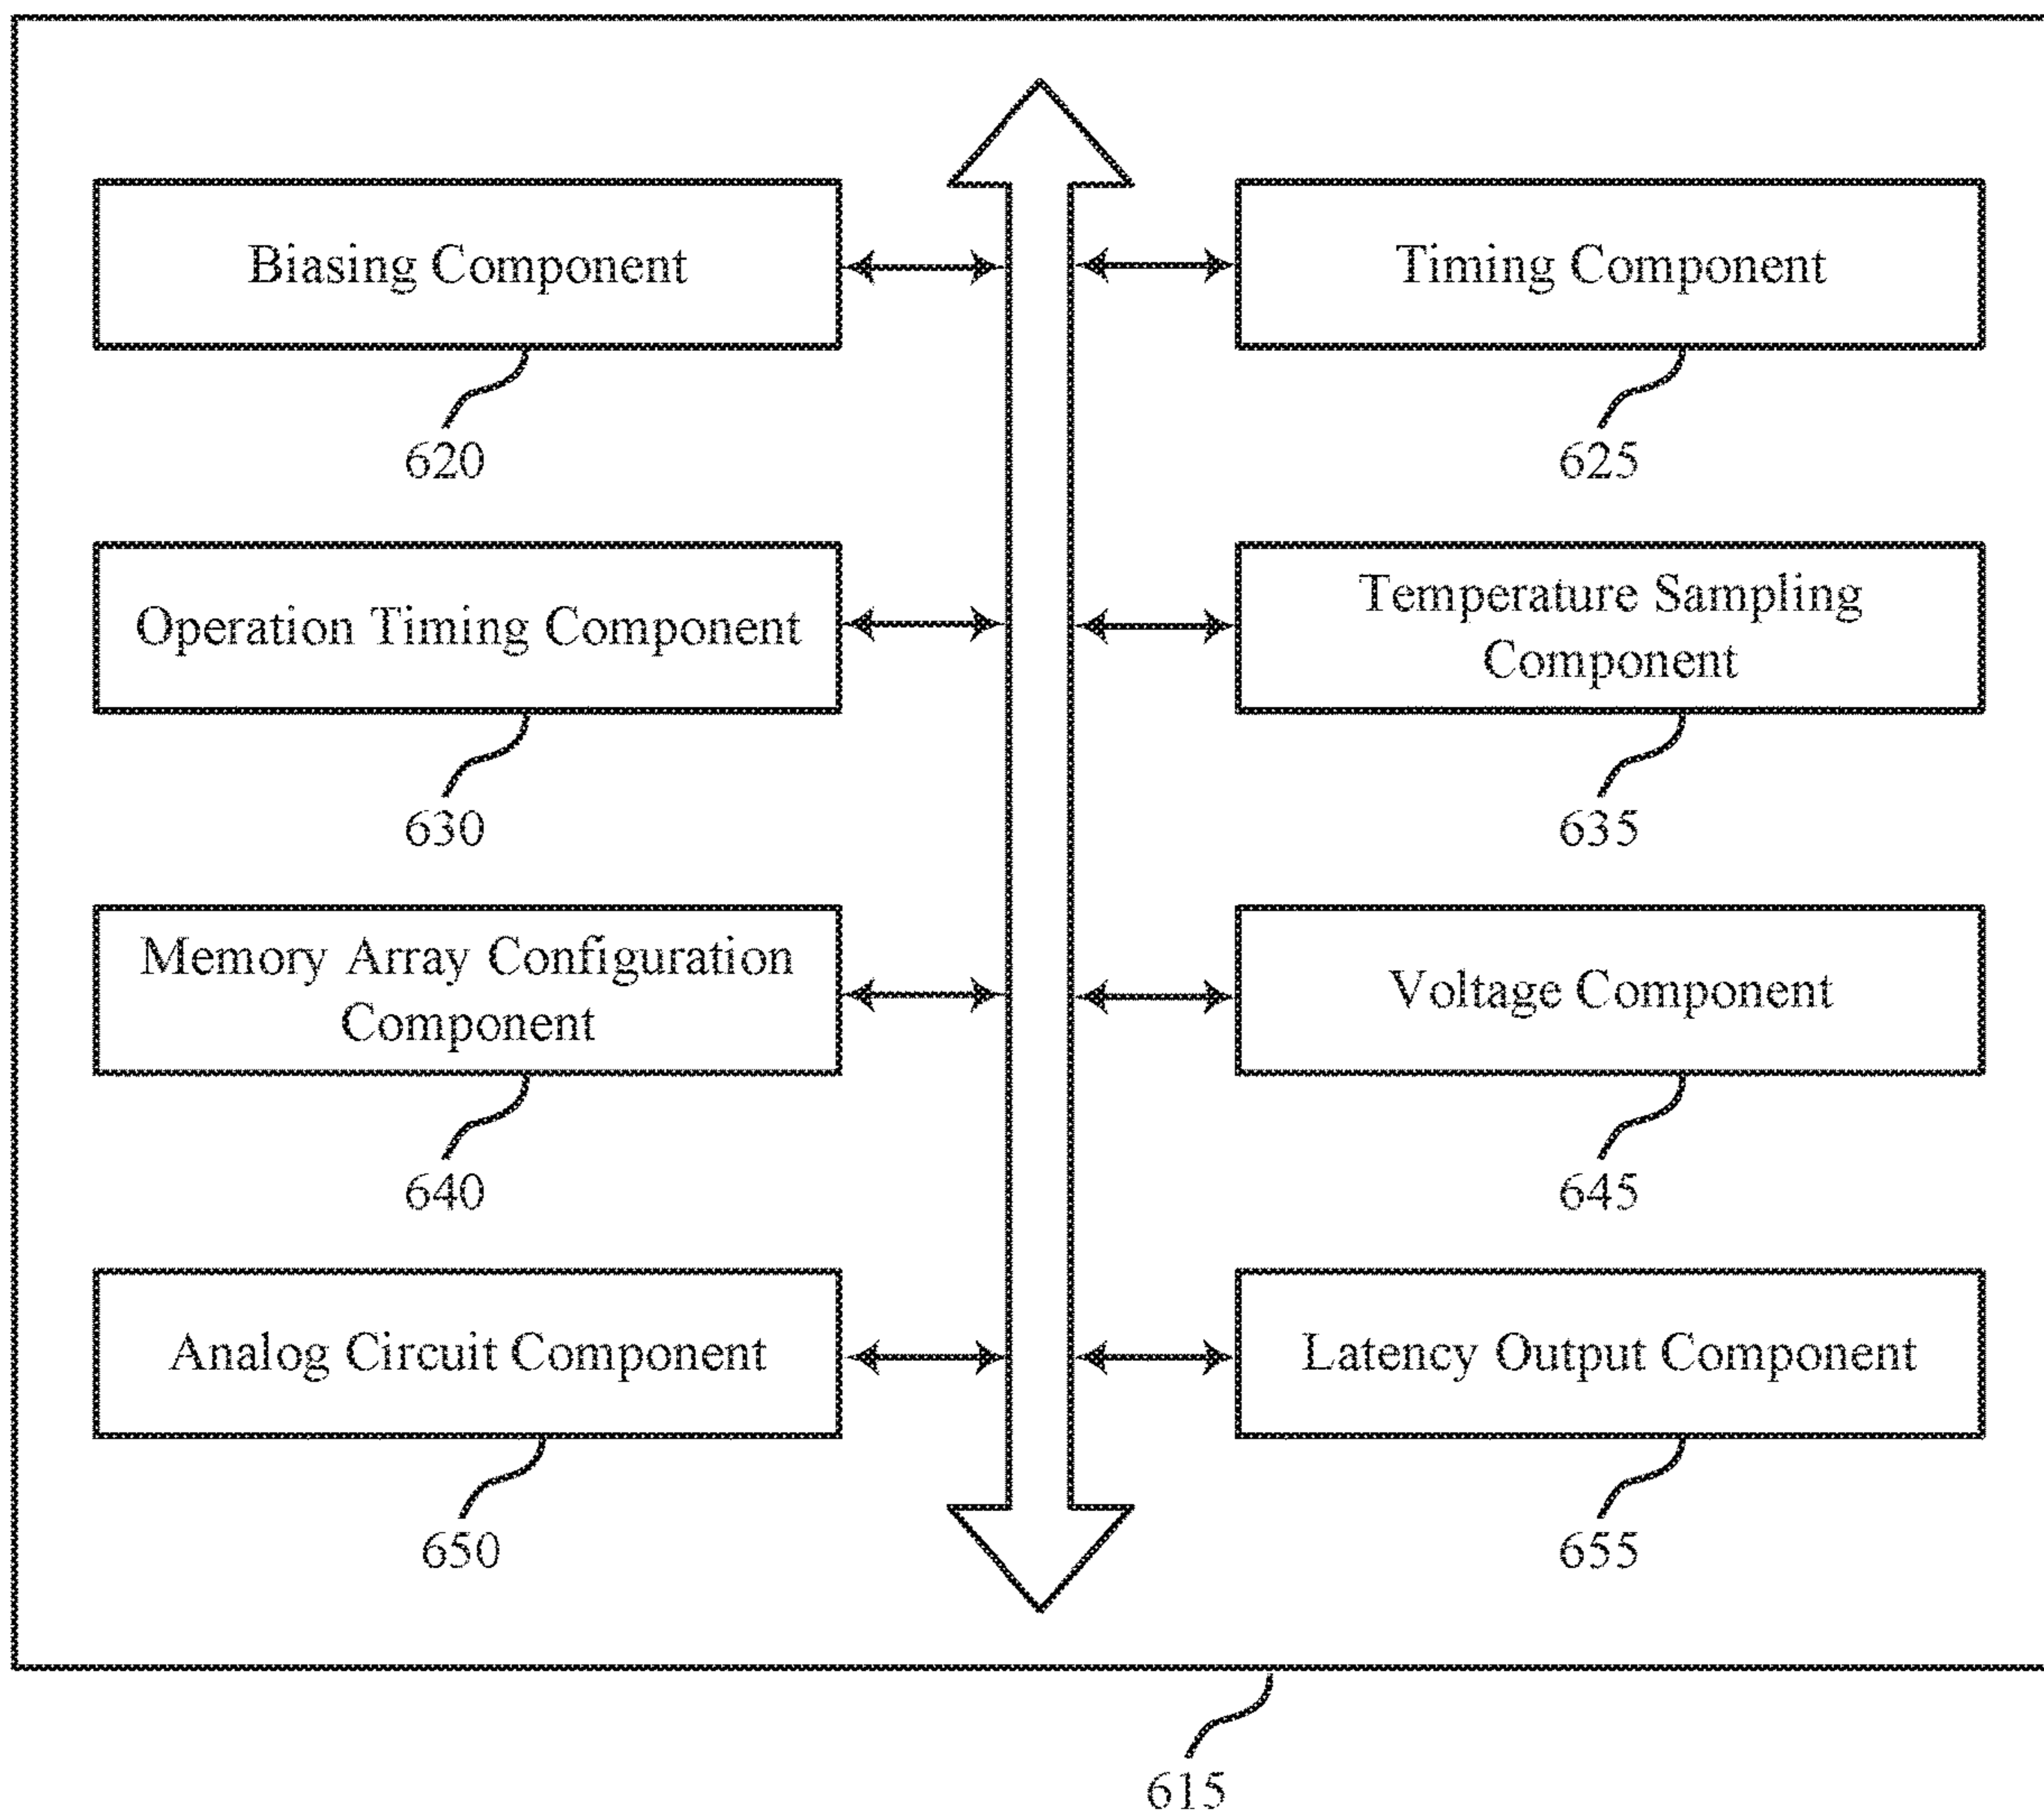 Biasing Component
Timing Component
620
625
Operation Timing Component
Temperature Sampling
Component
630
635
Memory Array Configuration
Component
Voltage Component
640
645
Analog Circuit Component
Latency Output Component
650
655
615